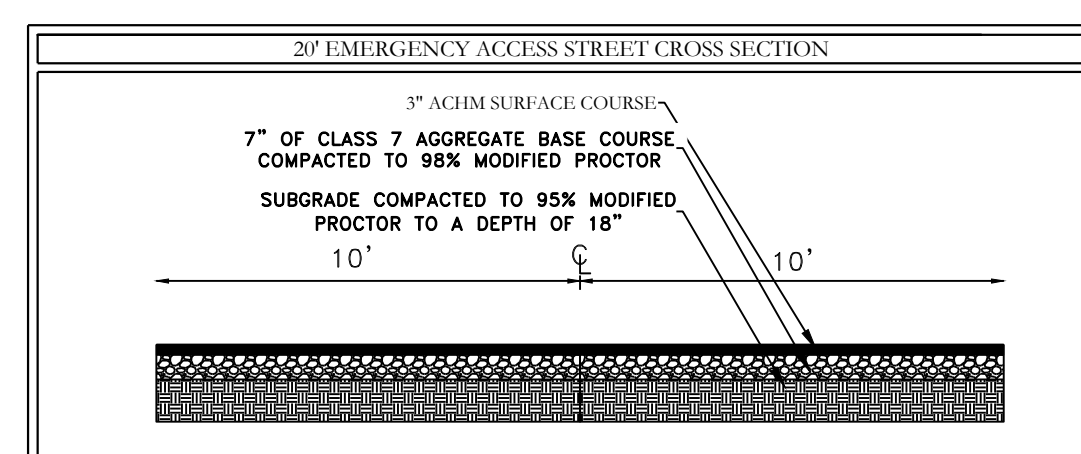 20' EMERGENCY ACCESS STREET CROSS SECTION
3" ACHM SURFACE COURSE
7" OF CLASS 7 AGGREGATE BASE COURSE
COMPACTED TO 98% MODIFIED PROCTOR
SUBGRADE COMPACTED TO 95% MODIFIED
PROCTOR TO A DEPTH OF 18"
10' ℄ 10'